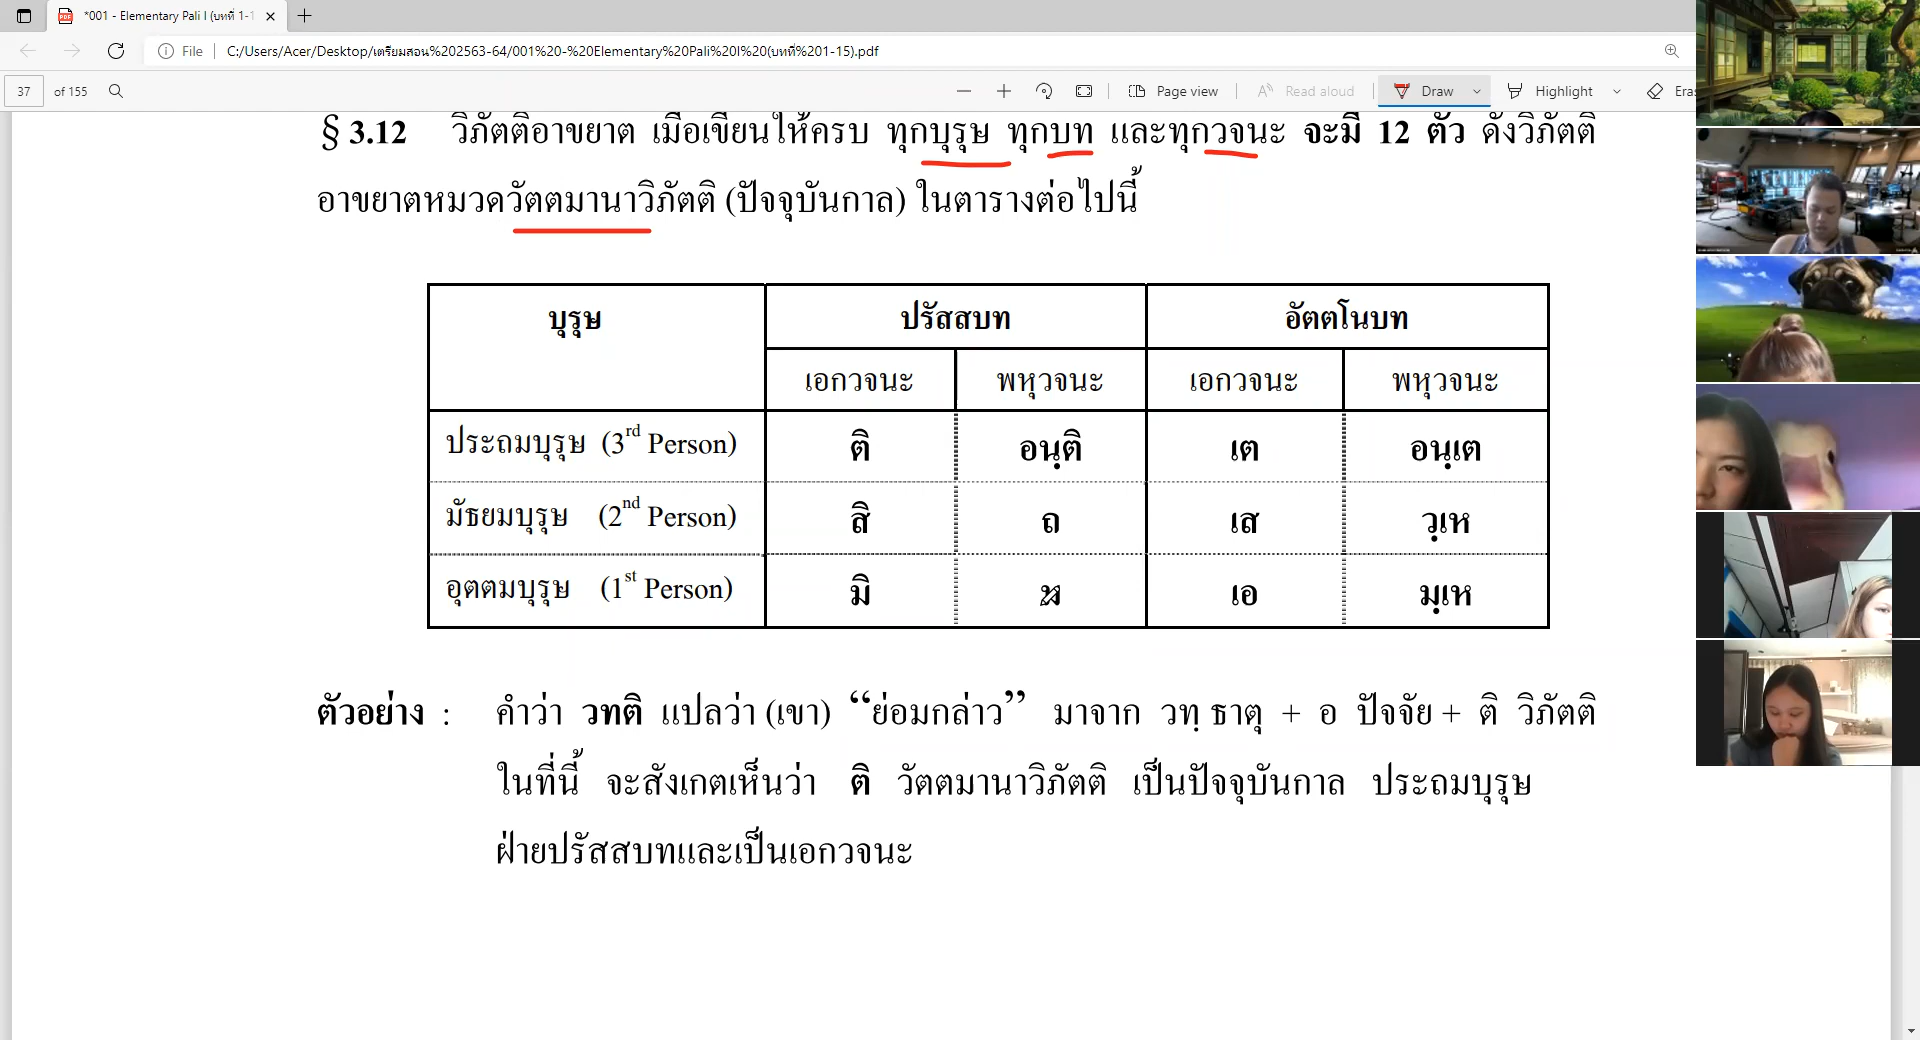 *001 - Elementary Pali I (บทที่ 1-1
File C:/Users/Acer/Desktop/เตรียมสอน%202563-64/001%20-%20Elementary%20Pali%20I%20(บทที่%201-15).pdf
37 of 155 Page view Read aloud Draw Highlight Eras
§ 3.12 วิภัตติอาขยาต เมื่อเขียนให้ครบ ทุกบุรุษ ทุกบท และทุกวจนะ จะมี 12 ตัว ดังวิภัตติ
อาขยาตหมวดวัตตมานาวิภัตติ (ปัจจุบันกาล) ในตารางต่อไปนี้
บุรุษ ปรัสสบท อัตตโนบท
เอกวจนะ พหุวจนะ เอกวจนะ พหุวจนะ
ประถมบุรุษ (3rd Person) ติ อนฺติ เต อนฺเต
มัธยมบุรุษ (2nd Person) สิ ถ เส วฺเห
อุตตมบุรุษ (1st Person) มิ ม เอ มฺเห
ตัวอย่าง : คำว่า วทติ แปลว่า (เขา) “ย่อมกล่าว” มาจาก วทฺ ธาตุ + อ ปัจจัย + ติ วิภัตติ
ในที่นี้ จะสังเกตเห็นว่า ติ วัตตมานาวิภัตติ เป็นปัจจุบันกาล ประถมบุรุษ
ฝ่ายปรัสสบทและเป็นเอกวจนะ